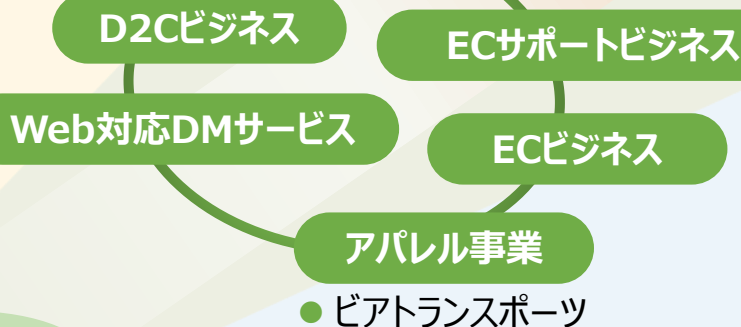 D2Cビジネス
ECサポートビジネス
Web対応DMサービス
ECビジネス
アパレル事業
● ビアトランスポーツ